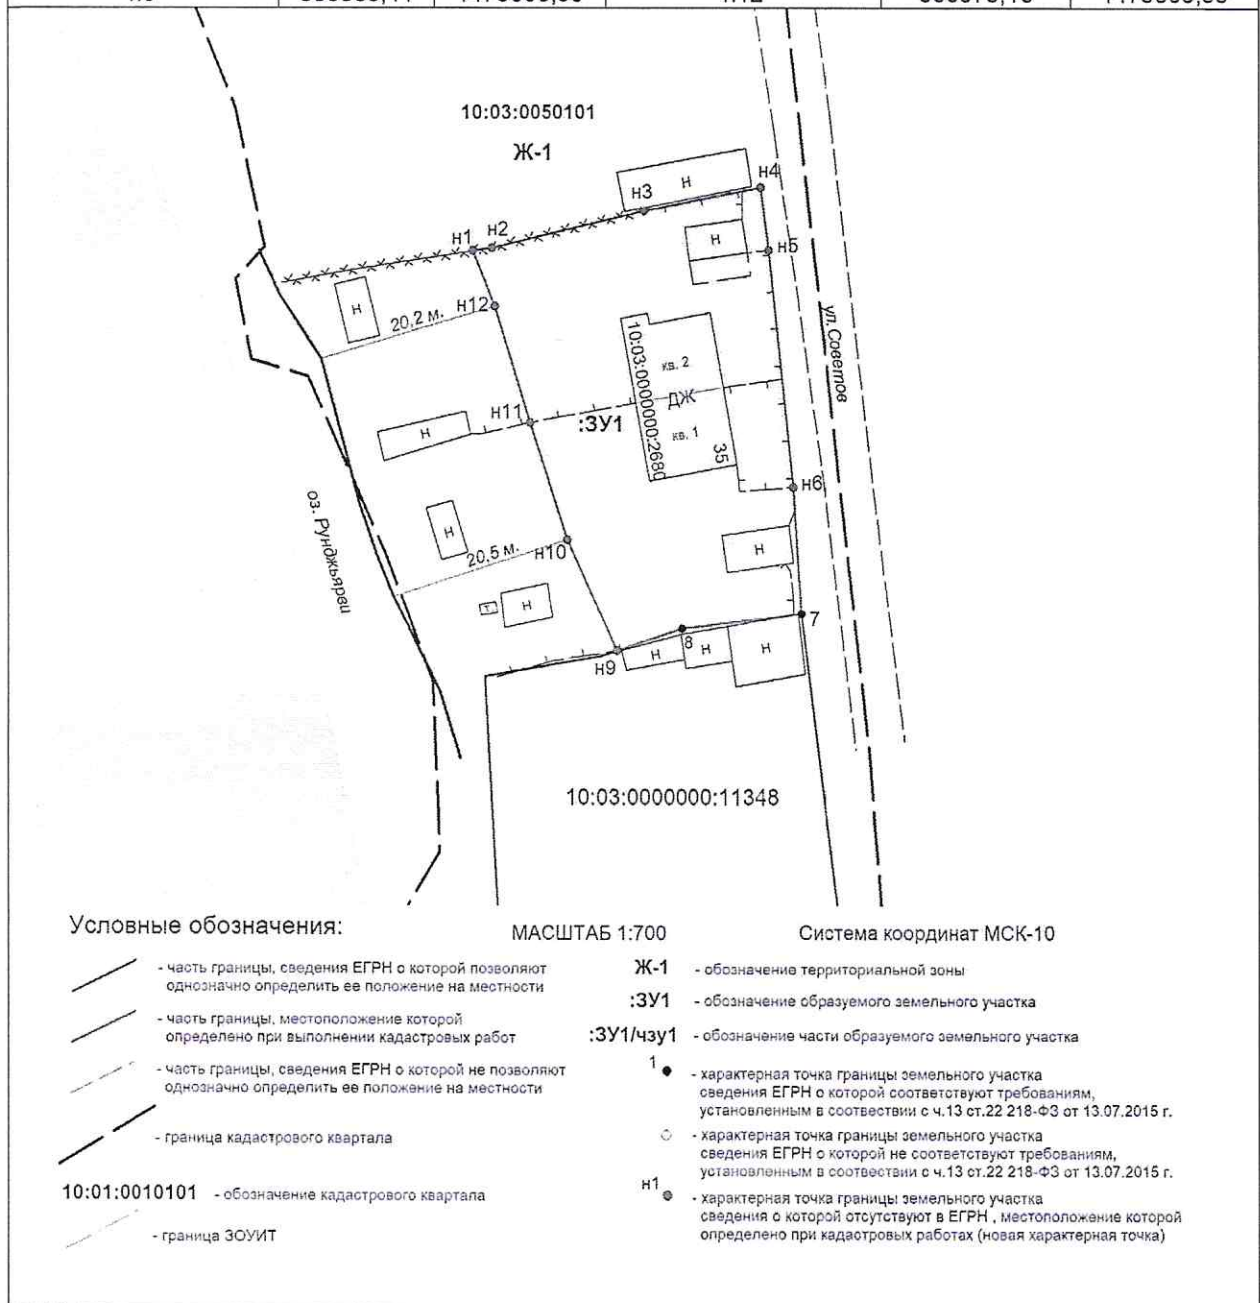 10:03:0050101
Ж-1
н4
Н
н3
н2
н1
Н
н5
н12
Н
20,2 м.
ул.Советов
10:03:0000000:2680
кв. 2
ДЖ
н11
:ЗУ1
Н
кв. 1
35
н6
оз. Рунджъярви
Н
н10
20,5 м.
Н
Т
Н
7
8
н9
Н
Н
Н
10:03:0000000:11348
Условные обозначения:
МАСШТАБ 1:700
Система координат МСК-10
- часть границы, сведения ЕГРН о которой позволяют
однозначно определить ее положение на местности
- часть границы, местоположение которой
определено при выполнении кадастровых работ
- часть границы, сведения ЕГРН о которой не позволяют
однозначно определить ее положение на местности
- граница кадастрового квартала
10:01:0010101 - обозначение кадастрового квартала
- граница ЗОУИТ
Ж-1 - обозначение территориальной зоны
:ЗУ1 - обозначение образуемого земельного участка
:ЗУ1/чзу1 - обозначение части образуемого земельного участка
1
- характерная точка границы земельного участка
сведения ЕГРН о которой соответствуют требованиям,
установленным в соотвествии с ч.13 ст.22 218-ФЗ от 13.07.2015 г.
- характерная точка границы земельного участка
сведения ЕГРН о которой не соответствуют требованиям,
установленным в соотвествии с ч.13 ст.22 218-ФЗ от 13.07.2015 г.
н1
- характерная точка границы земельного участка
сведения о которой отсутствуют в ЕГРН , местоположение которой
определено при кадастровых работах (новая характерная точка)